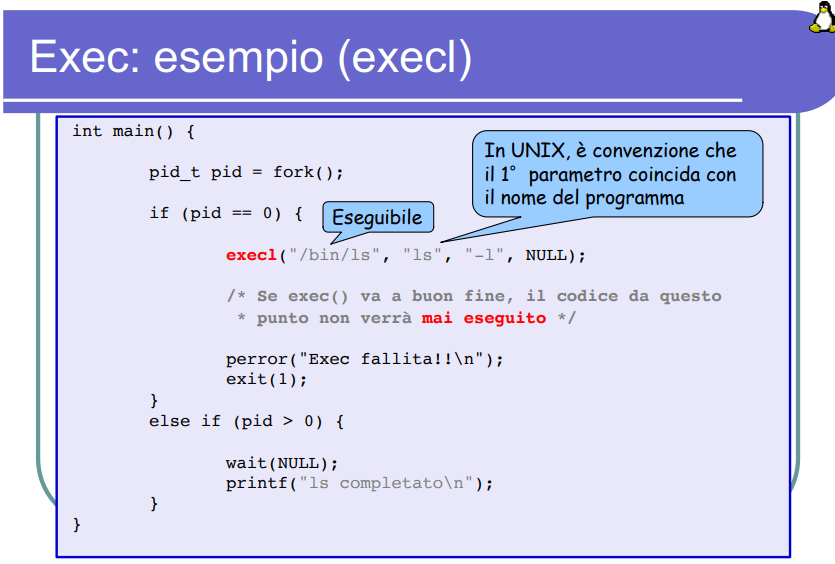 Exec: esempio (execl)
int main() {
pid_t pid = fork();
In UNIX, è convenzione che
il 1° parametro coincida con
il nome del programma
if (pid == 0) {
Eseguibile
execl("/bin/ls", "ls", "-l", NULL);
/* Se exec() va a buon fine, il codice da questo
* punto non verrà mai eseguito */
perror("Exec fallita!!\n");
exit(1);
}
else if (pid > 0) {
wait(NULL);
printf("ls completato\n");
}
}